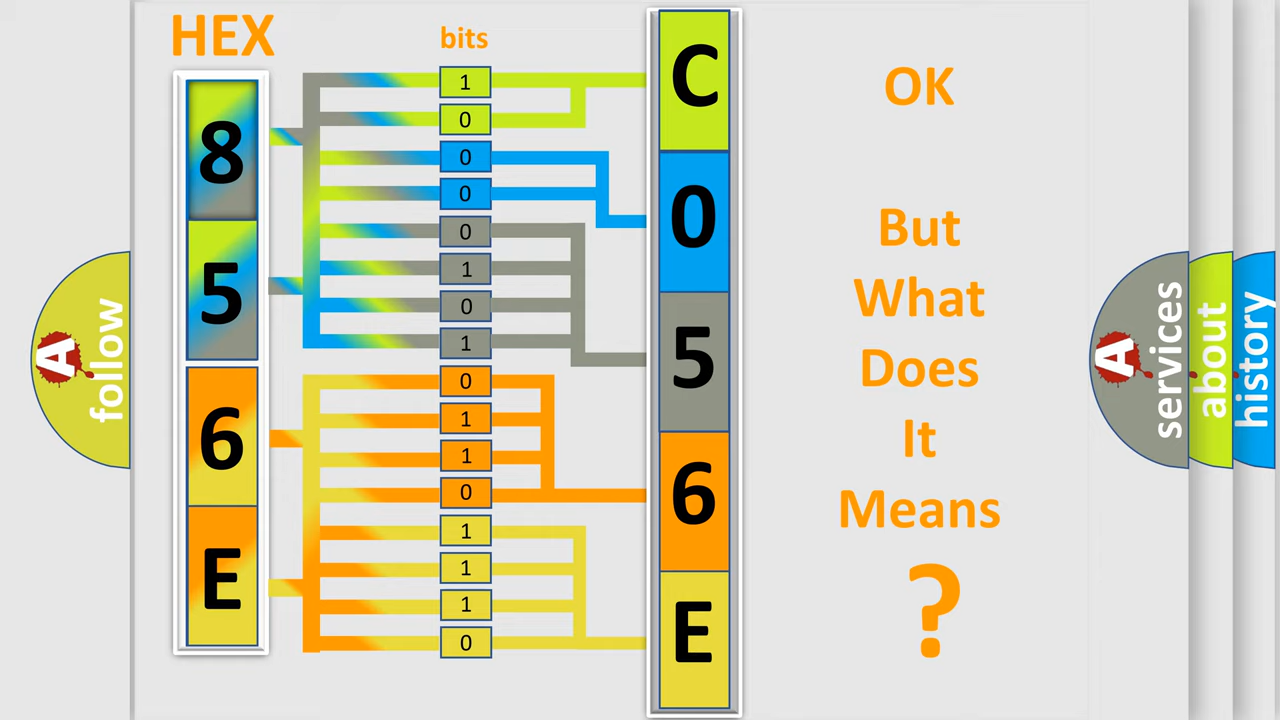 HEX
8
5
6
E
bits
1
0
0
0
0
1
0
1
0
1
1
0
1
1
1
0
C
0
5
6
E
OK
But
What
Does
It
Means
?
A
follow
A
services
about
history